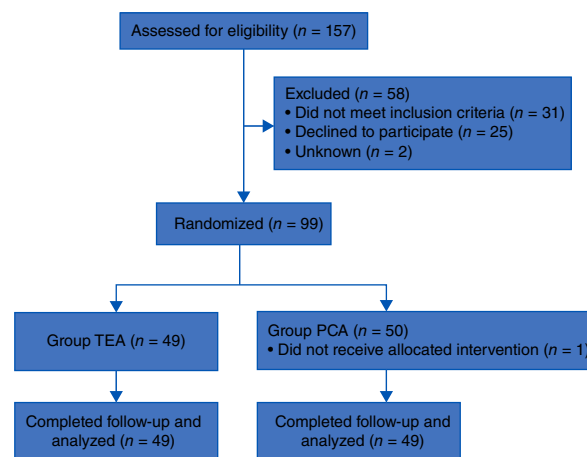 Assessed for eligibility (n = 157)
Excluded (n = 58)
• Did not meet inclusion criteria (n = 31)
• Declined to participate (n = 25)
• Unknown (n = 2)
Randomized (n = 99)
Group TEA (n = 49)
Group PCA (n = 50)
• Did not receive allocated intervention (n = 1)
Completed follow-up and
analyzed (n = 49)
Completed follow-up and
analyzed (n = 49)